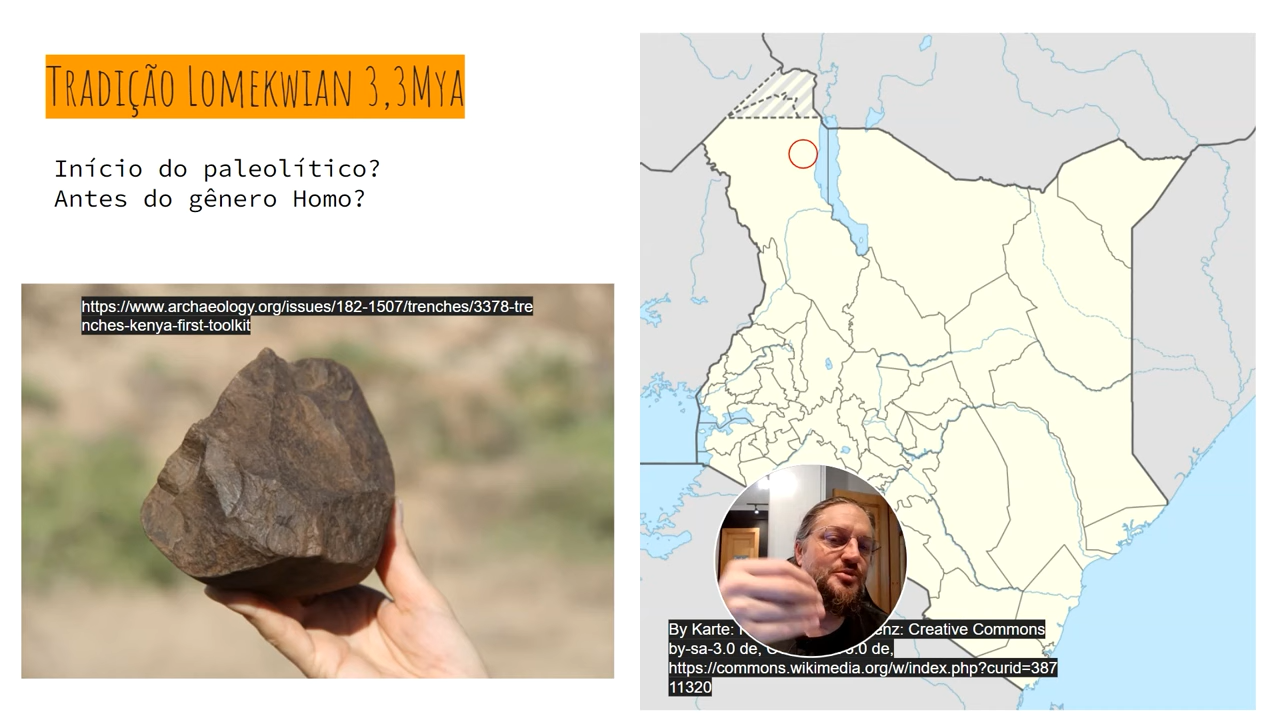 Tradição Lomekwian 3,3Mya
Início do paleolítico?
Antes do gênero Homo?
https://www.archaeology.org/issues/182-1507/trenches/3378-tre
nches-kenya-first-toolkit
By Karte: enz: Creative Commons
by-sa-3.0 de, 3.0 de,
https://commons.wikimedia.org/w/index.php?curid=387
11320